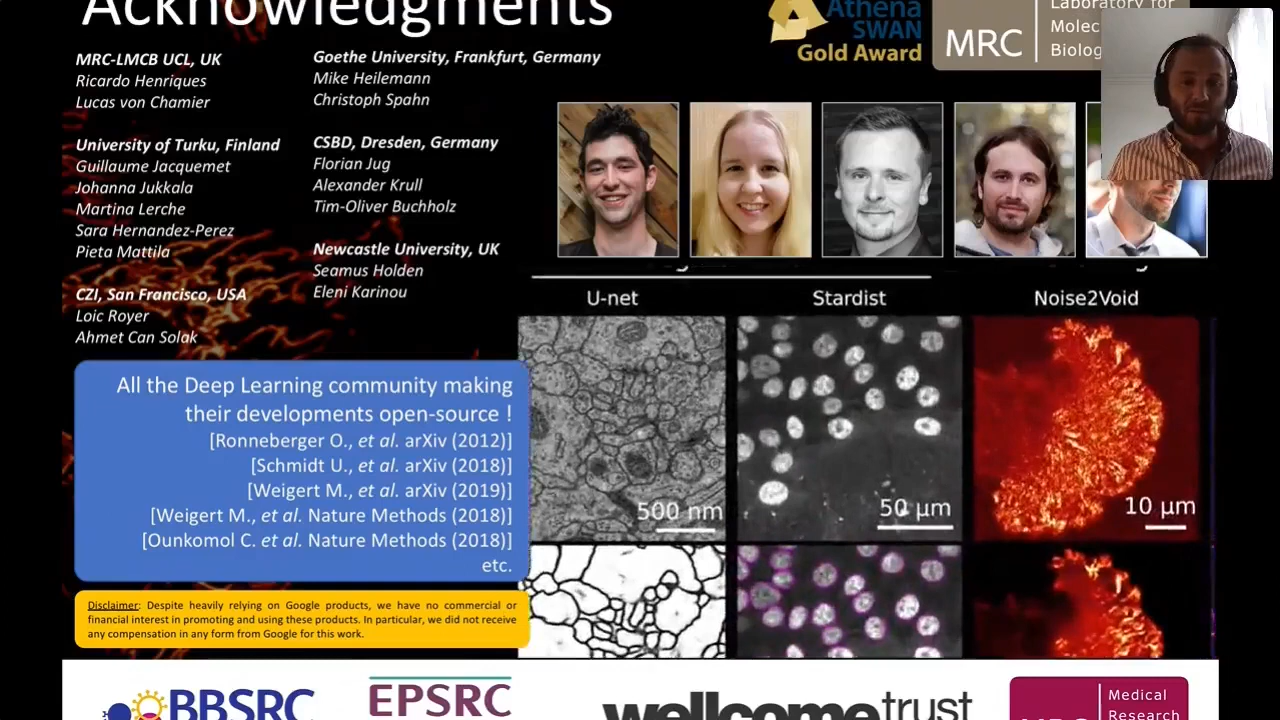 Acknowledgments
MRC-LMCB UCL, UK
Ricardo Henriques
Lucas von Chamier
University of Turku, Finland
Guillaume Jacquemet
Johanna Jukkala
Martina Lerche
Sara Hernandez-Perez
Pieta Mattila
CZI, San Francisco, USA
Loic Royer
Ahmet Can Solak
Goethe University, Frankfurt, Germany
Mike Heilemann
Christoph Spahn
CSBD, Dresden, Germany
Florian Jug
Alexander Krull
Tim-Oliver Buchholz
Newcastle University, UK
Seamus Holden
Eleni Karinou
Athena
SWAN
Gold Award
MRC
Laboratory for
Molec
Biolog
U-net
Stardist
Noise2Void
500 nm
50 μm
10 μm
All the Deep Learning community making
their developments open-source !
[Ronneberger O., et al. arXiv (2012)]
[Schmidt U., et al. arXiv (2018)]
[Weigert M., et al. arXiv (2019)]
[Weigert M., et al. Nature Methods (2018)]
[Ounkomol C. et al. Nature Methods (2018)]
etc.
Disclaimer: Despite heavily relying on Google products, we have no commercial or
financial interest in promoting and using these products. In particular, we did not receive
any compensation in any form from Google for this work.
BBSRC
EPSRC
wellcometrust
MRC
Medical
Research